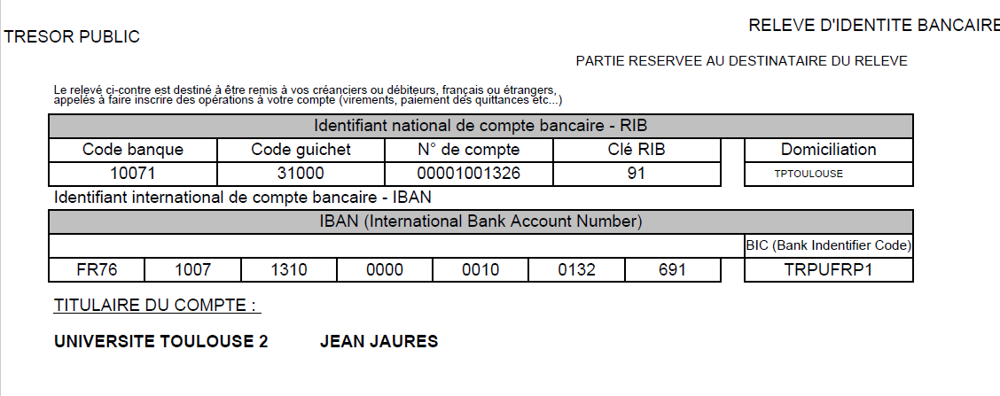 RELEVE D'IDENTITE BANCAIRE
TRESOR PUBLIC
PARTIE RESERVEE AU DESTINATAIRE DU RELEVE
Le relevé ci-contre est destiné à être remis à vos créanciers ou débiteurs, français ou étrangers,
appelés à faire inscrire des opérations à votre compte (virements, paiement des quittances etc...)
Identifiant national de compte bancaire - RIB
Code banque Code guichet N° de compte Clé RIB Domiciliation
10071 31000 00001001326 91 TPTOULOUSE
Identifiant international de compte bancaire - IBAN
IBAN (International Bank Account Number)
BIC (Bank Indentifier Code)
FR76 1007 1310 0000 0010 0132 691 TRPUFRP1
TITULAIRE DU COMPTE :
UNIVERSITE TOULOUSE 2 JEAN JAURES